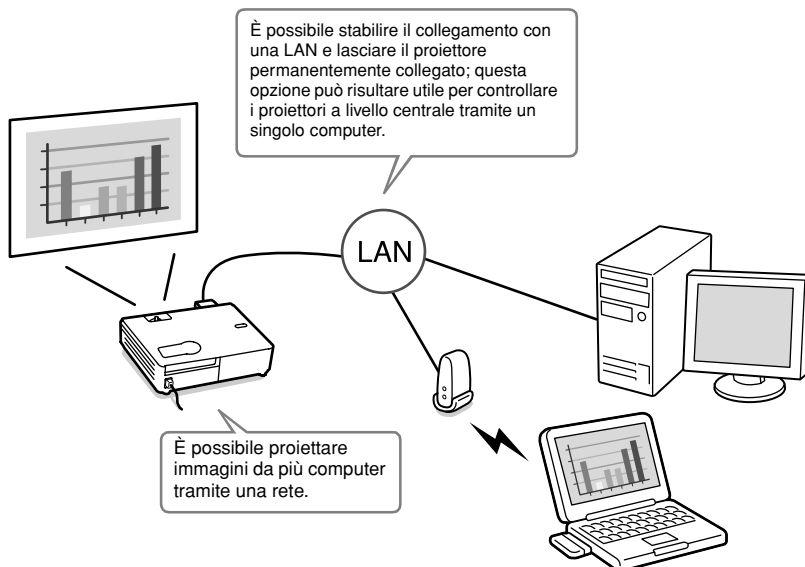 È possibile stabilire il collegamento con
una LAN e lasciare il proiettore
permanentemente collegato; questa
opzione può risultare utile per controllare
i proiettori a livello centrale tramite un
singolo computer.
LAN
È possibile proiettare
immagini da più computer
tramite una rete.